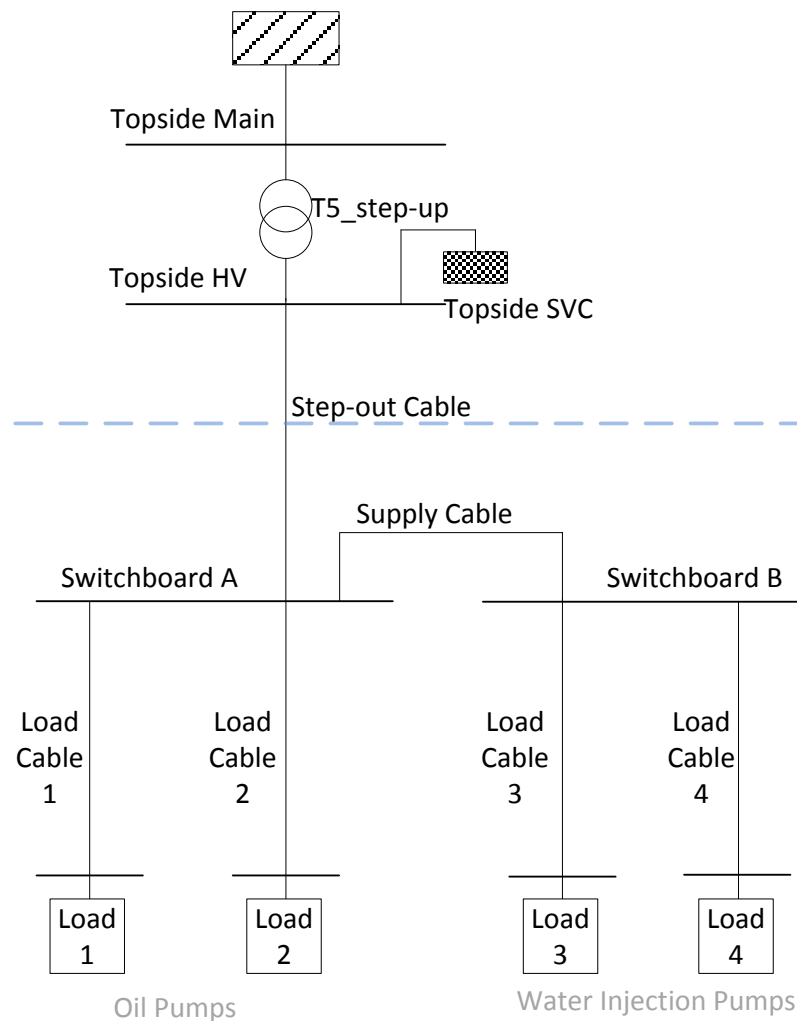 Topside Main
T5_step-up
Topside HV
Topside SVC
Step-out Cable
Supply Cable
Switchboard A
Switchboard B
Load
Cable
1
Load
Cable
2
Load
Cable
3
Load
Cable
4
Load
1
Load
2
Load
3
Load
4
Oil Pumps
Water Injection Pumps